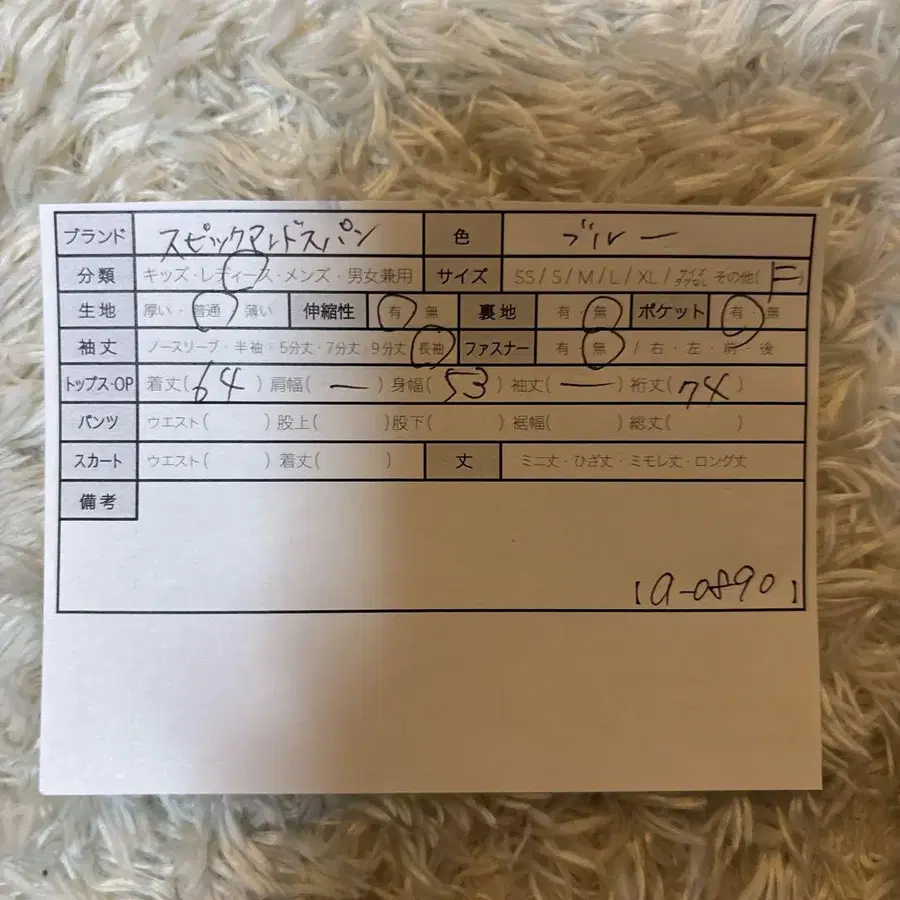 ブランド スピックアンドスパン 色 ブルー
分類 キッズ・レディース・メンズ・男女兼用 サイズ SS / S / M / L / XL / サイズタグなし その他( F )
生地 厚い・普通・薄い 伸縮性 有・無 裏地 有・無 ポケット 有・無
袖丈 ノースリーブ・半袖・5分丈・7分丈・9分丈・長袖 ファスナー 有・無 / 右・左・前・後
トップス・OP 着丈( 64 ) 肩幅( ー ) 身幅( 53 ) 袖丈( ー ) 裄丈( 74 )
パンツ ウエスト( ) 股上( ) 股下( ) 裾幅( ) 総丈( )
スカート ウエスト( ) 着丈( ) 丈 ミニ丈・ひざ丈・ミモレ丈・ロング丈
備考
【a-0890】